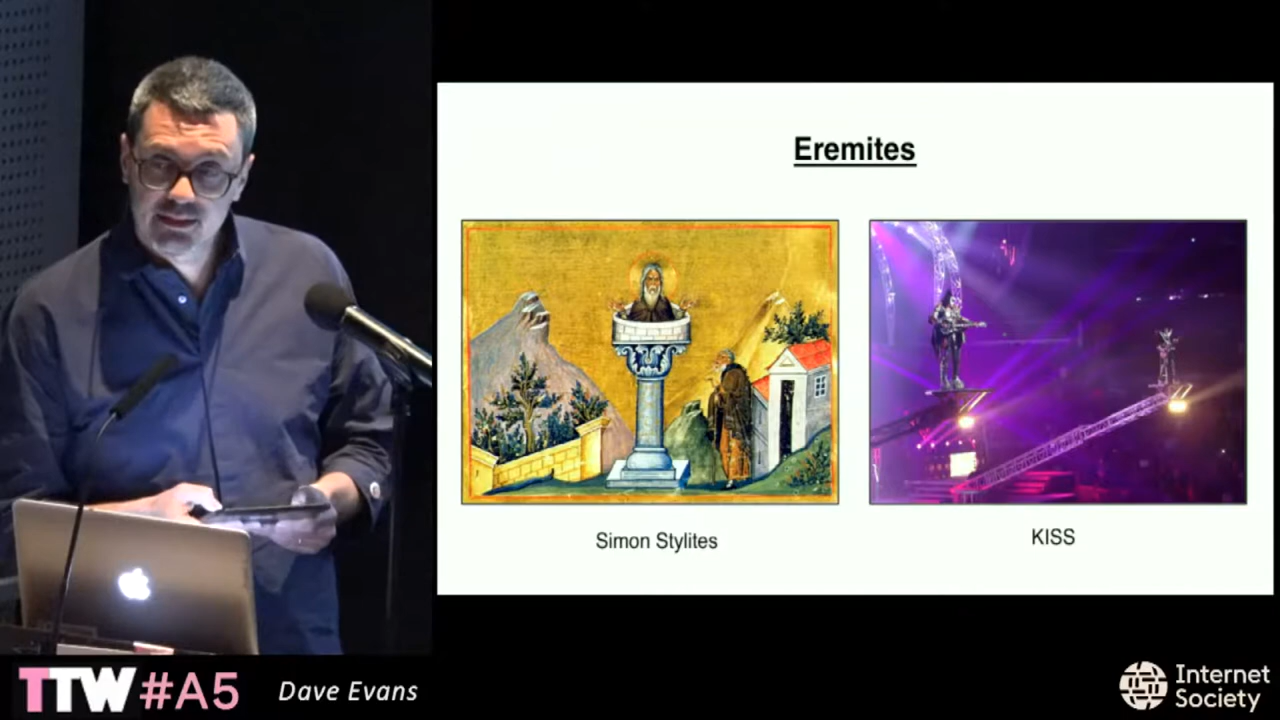 Eremites
Simon Stylites
KISS
TTW#A5
Dave Evans
Internet
Society